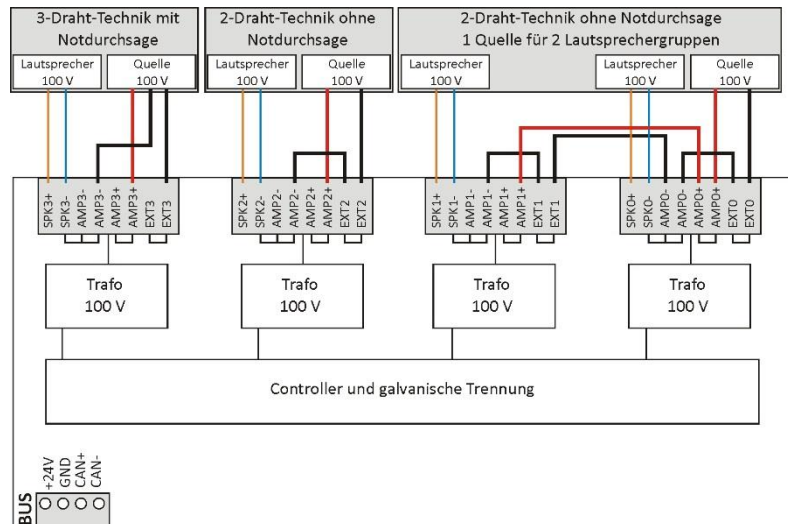 3-Draht-Technik mit
Notdurchsage
Lautsprecher
100 V
Quelle
100 V
2-Draht-Technik ohne
Notdurchsage
Lautsprecher
100 V
Quelle
100 V
2-Draht-Technik ohne Notdurchsage
1 Quelle für 2 Lautsprechergruppen
Lautsprecher
100 V
Lautsprecher
100 V
Quelle
100 V
SPK3+
SPK3-
AMP3-
AMP3-
AMP3+
AMP3+
EXT3
EXT3
SPK2+
SPK2-
AMP2-
AMP2-
AMP2+
AMP2+
EXT2
EXT2
SPK1+
SPK1-
AMP1-
AMP1-
AMP1+
AMP1+
EXT1
EXT1
SPK0+
SPK0-
AMP0-
AMP0-
AMP0+
AMP0+
EXT0
EXT0
Trafo
100 V
Trafo
100 V
Trafo
100 V
Trafo
100 V
Controller und galvanische Trennung
BUS
+24V
GND
CAN+
CAN-